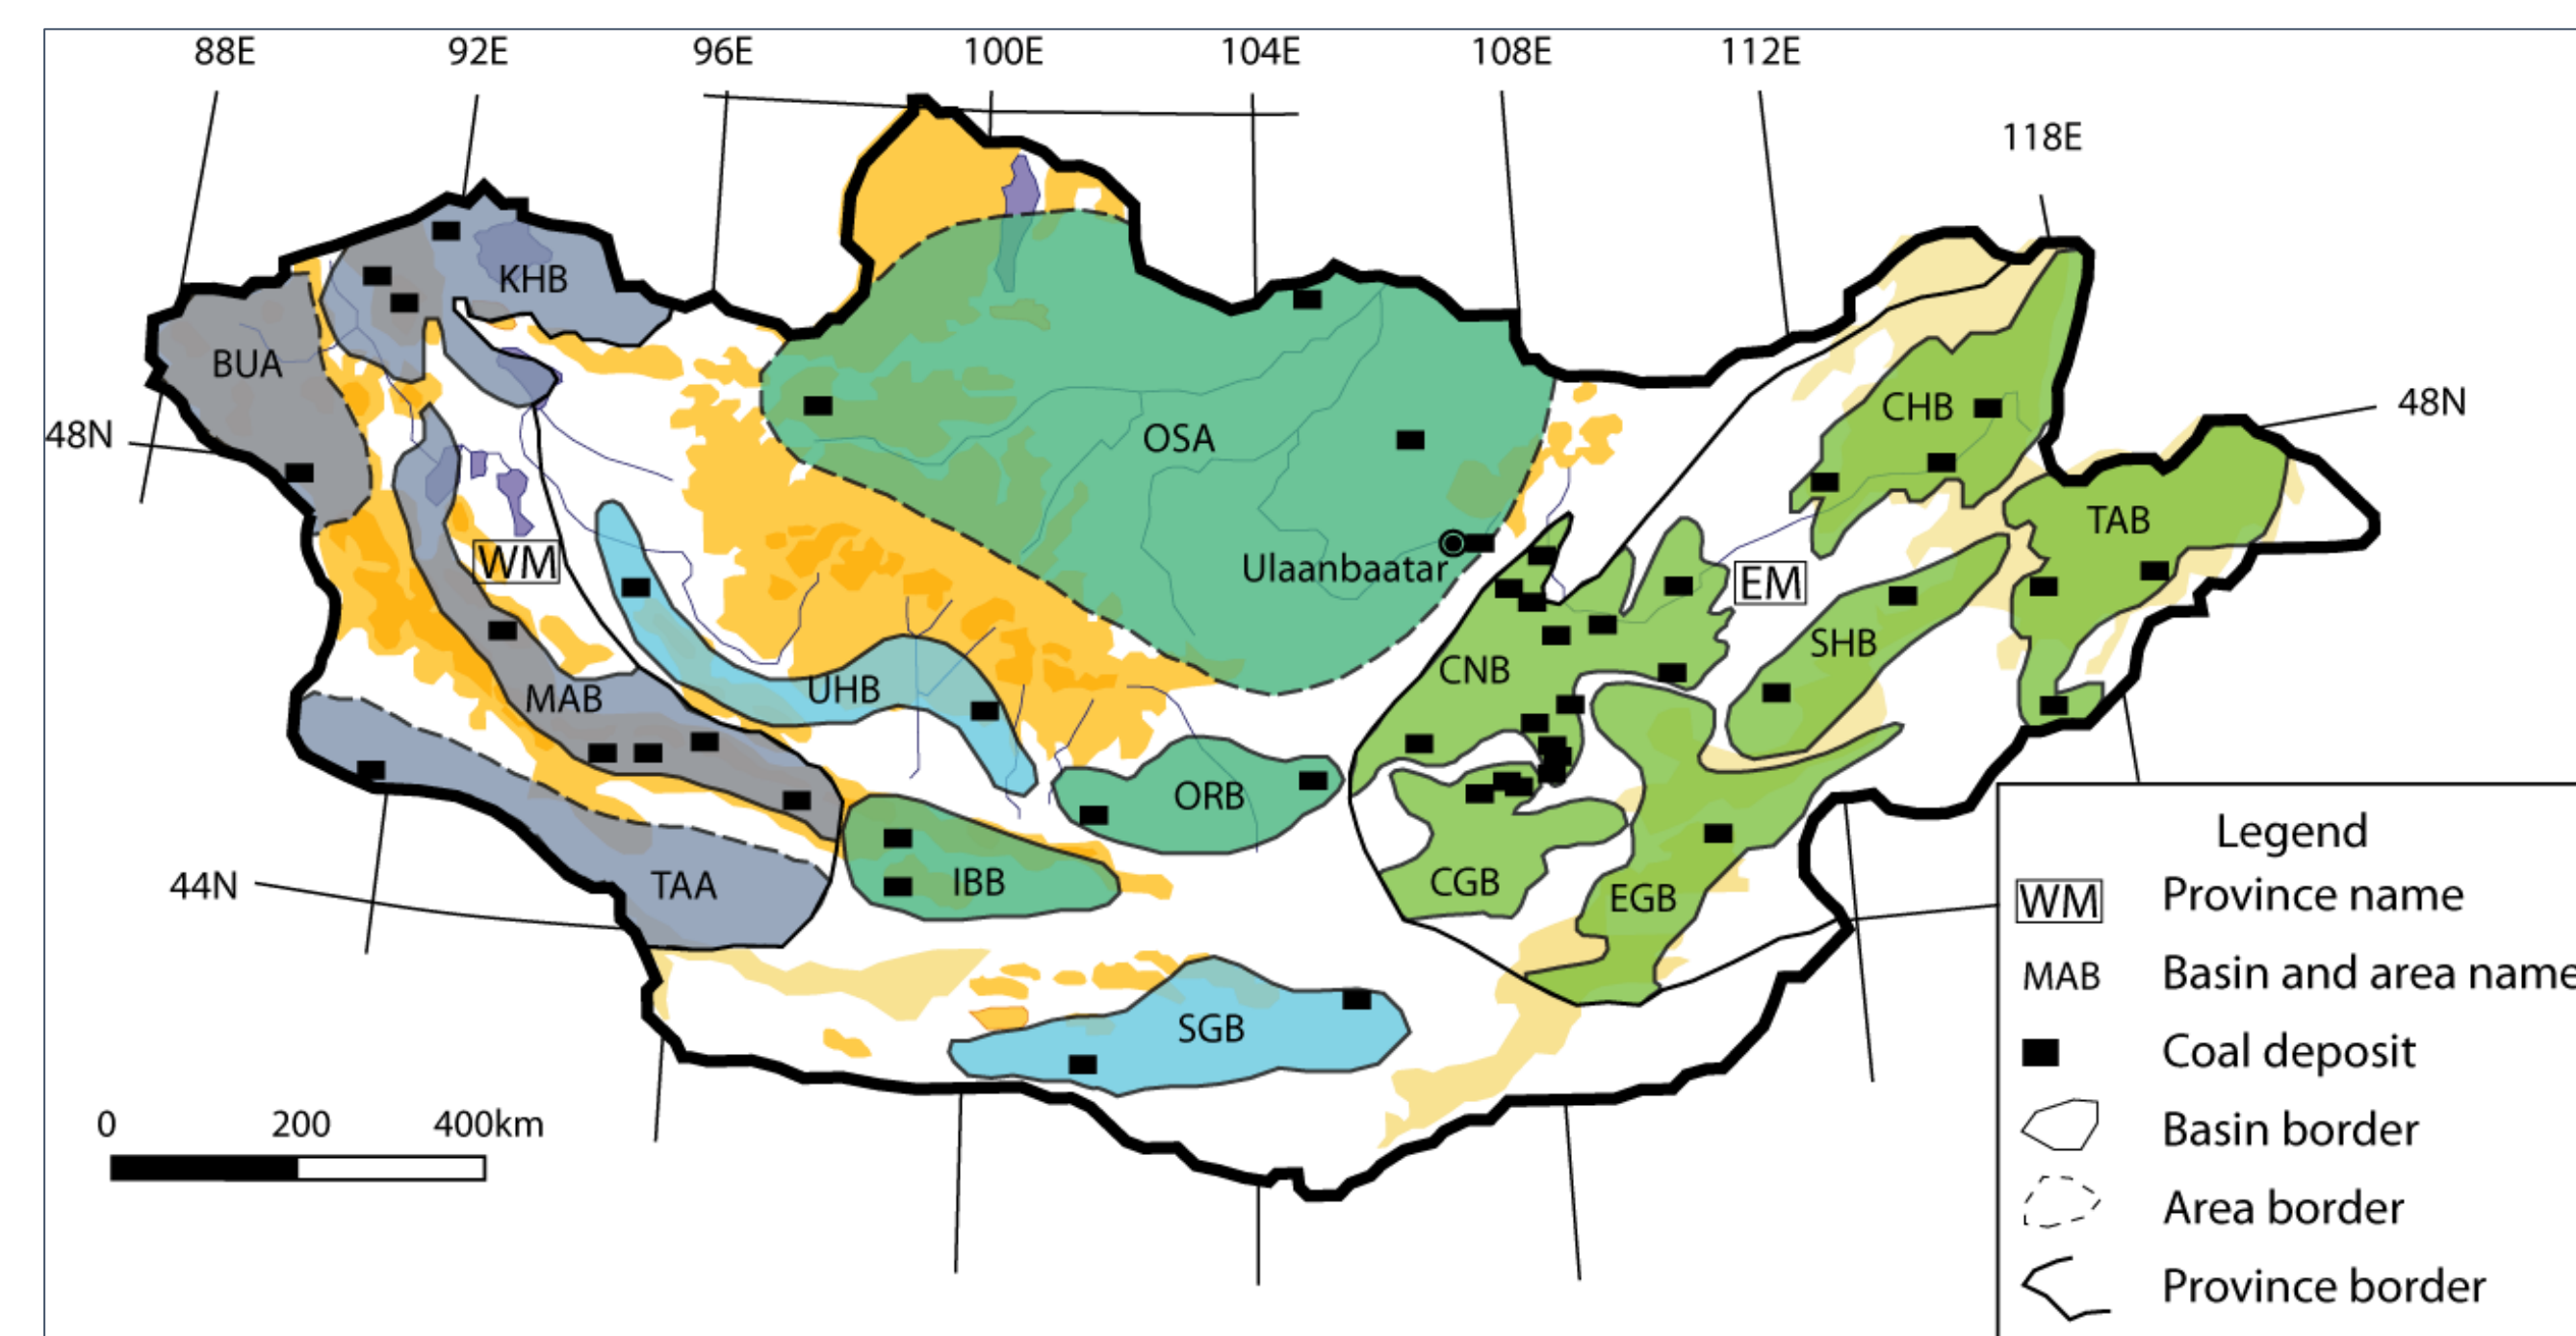 88E 92E 96E 100E 104E 108E 112E
118E
KHB
BUA
48N
48N
OSA
CHB
TAB
WM
Ulaanbaatar
EM
SHB
CNB
MAB
UHB
ORB
TAA
IBB
CGB
EGB
44N
SGB
0 200 400km
Legend
WM Province name
MAB Basin and area name
Coal deposit
Basin border
Area border
Province border